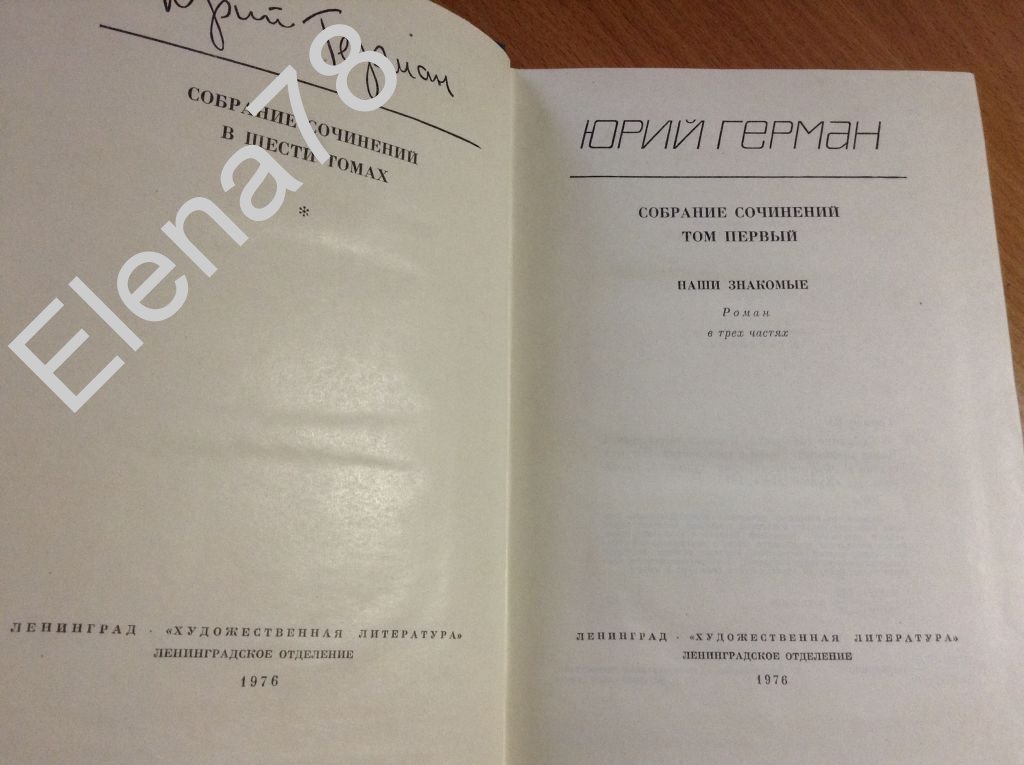 Юрий Герман
СОБРАНИЕ СОЧИНЕНИЙ
В ШЕСТИ ТОМАХ
*
ЛЕНИНГРАД · «ХУДОЖЕСТВЕННАЯ ЛИТЕРАТУРА»
ЛЕНИНГРАДСКОЕ ОТДЕЛЕНИЕ
1976
ЮРИЙ ГЕРМАН
СОБРАНИЕ СОЧИНЕНИЙ
ТОМ ПЕРВЫЙ
НАШИ ЗНАКОМЫЕ
Роман
в трех частях
ЛЕНИНГРАД · «ХУДОЖЕСТВЕННАЯ ЛИТЕРАТУРА»
ЛЕНИНГРАДСКОЕ ОТДЕЛЕНИЕ
1976
Elena78